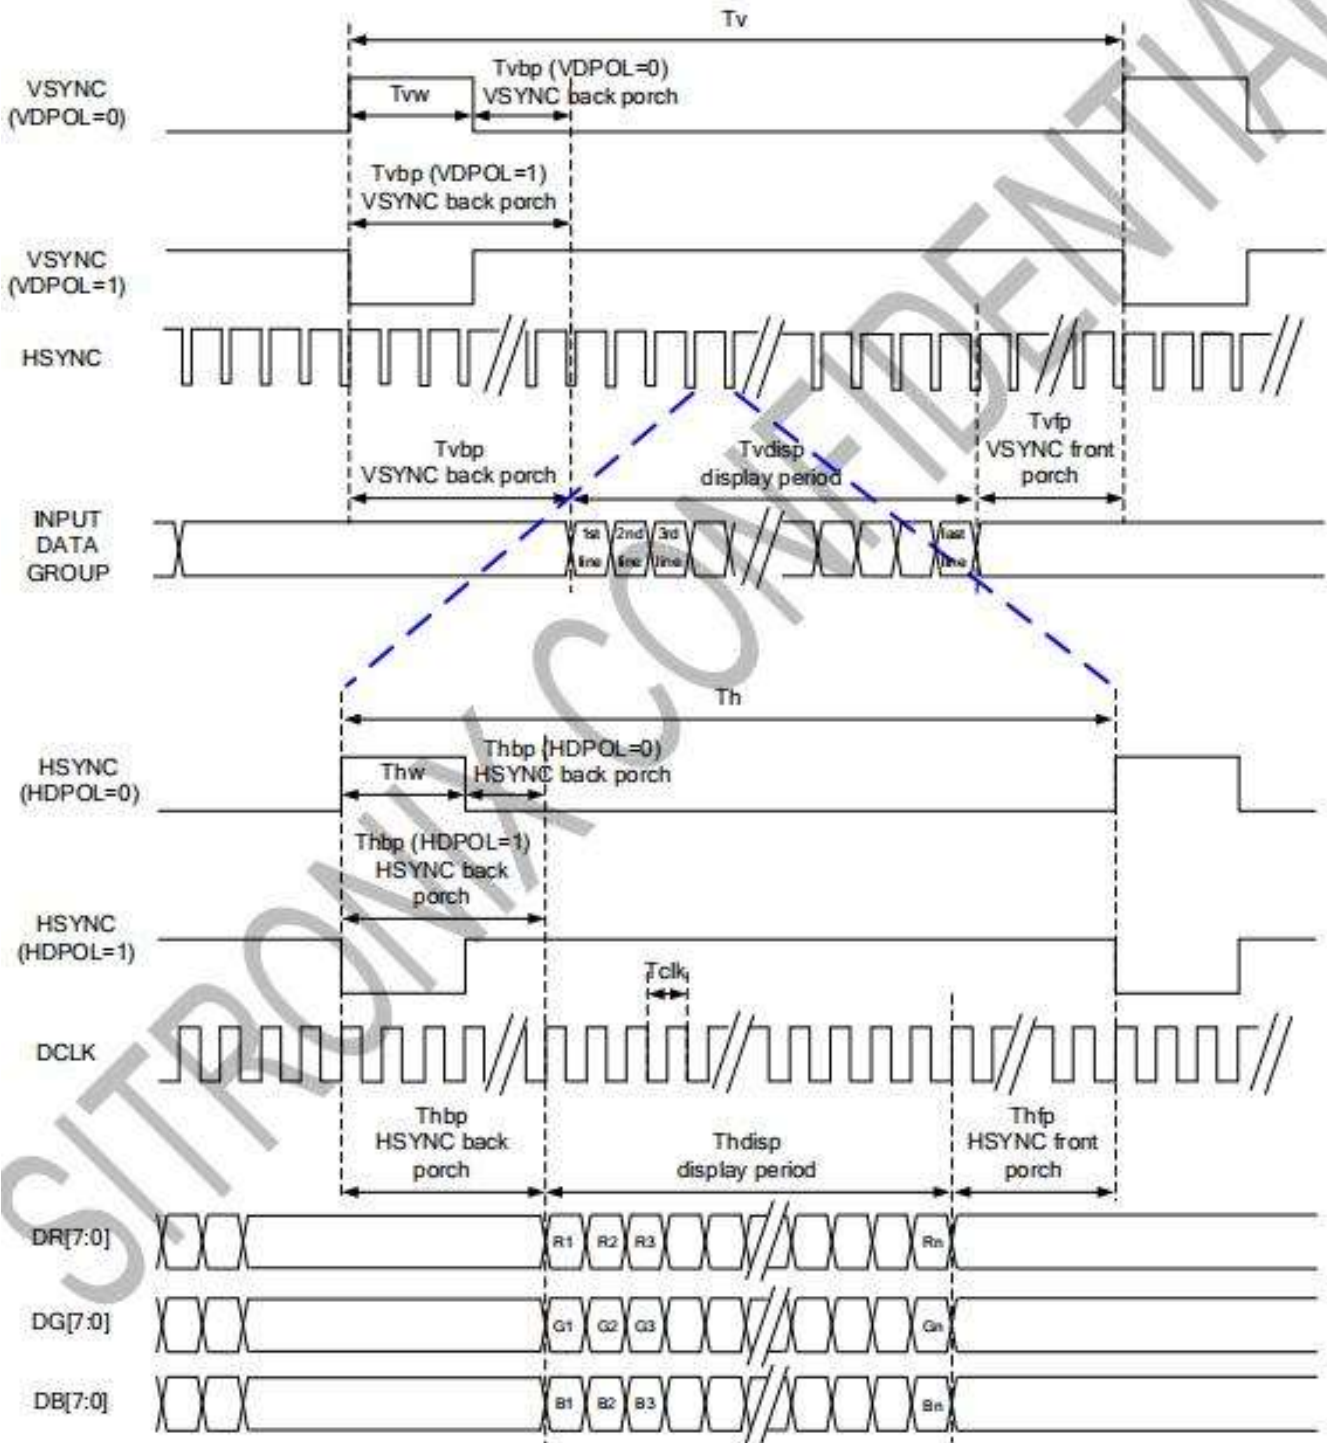 Tv
VSYNC
(VDPOL=0)
Tvw
Tvbp (VDPOL=0)
VSYNC back porch
Tvbp (VDPOL=1)
VSYNC back porch
VSYNC
(VDPOL=1)
HSYNC
Tvbp
VSYNC back porch
Tvdisp
display period
Tvfp
VSYNC front
porch
INPUT
DATA
GROUP
1st
line
2nd
line
3rd
line
last
line
Th
HSYNC
(HDPOL=0)
Thw
Thbp (HDPOL=0)
HSYNC back porch
Thbp (HDPOL=1)
HSYNC back
porch
HSYNC
(HDPOL=1)
Tclk
DCLK
Thbp
HSYNC back
porch
Thdisp
display period
Thfp
HSYNC front
porch
DR[7:0]
R1 R2 R3 Rn
DG[7:0]
G1 G2 G3 Gn
DB[7:0]
B1 B2 B3 Bn
SITRONIX CONFIDENTIAL